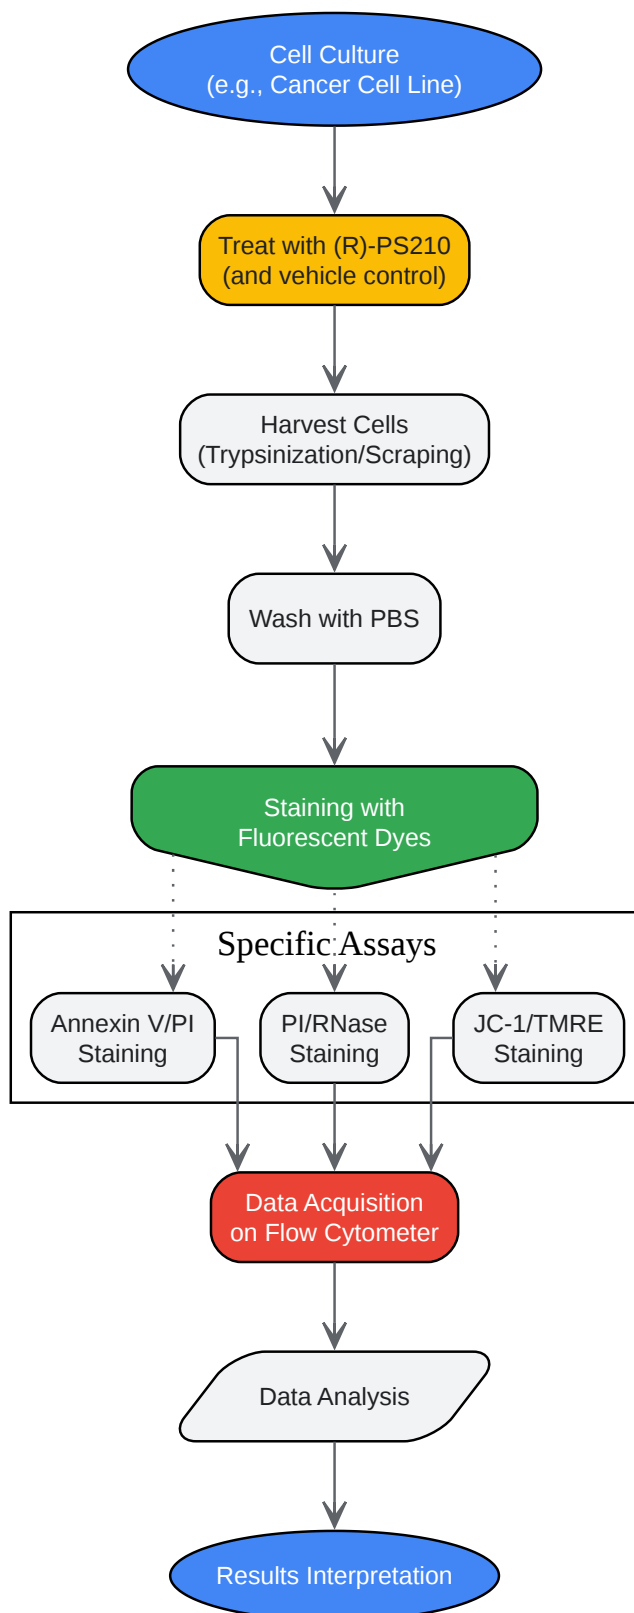 Cell Culture
(e.g., Cancer Cell Line)
Treat with (R)-PS210
(and vehicle control)
Harvest Cells
(Trypsinization/Scraping)
Wash with PBS
Staining with
Fluorescent Dyes
Specific Assays
Annexin V/PI
Staining
PI/RNase
Staining
JC-1/TMRE
Staining
Data Acquisition
on Flow Cytometer
Data Analysis
Results Interpretation